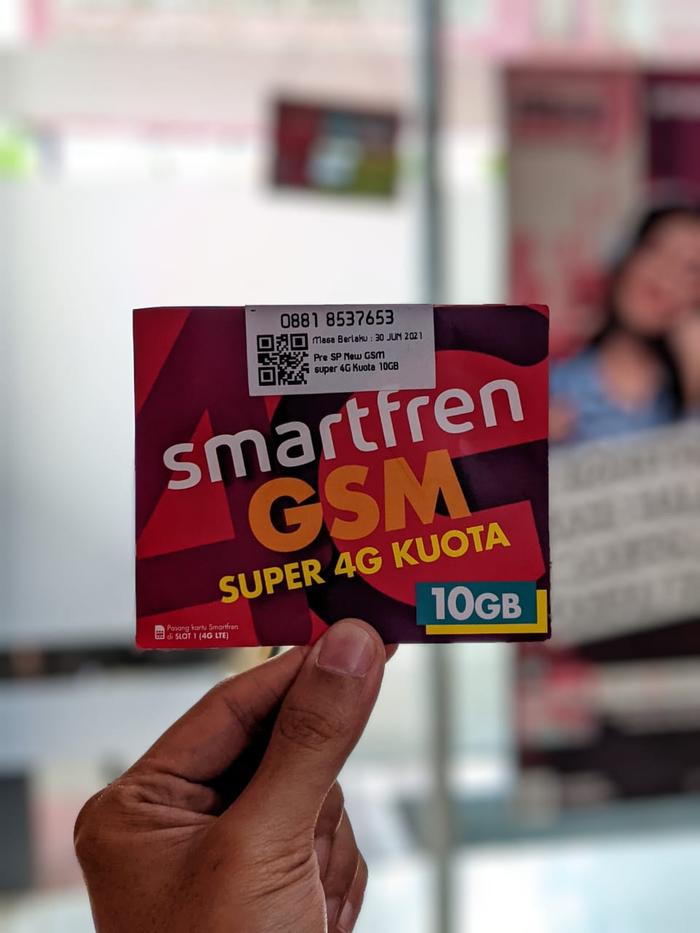 0881 8537653
Masa Berlaku : 30 JUN 2021
Pre SP New GSM
super 4G Kuota 10GB
smartfren
GSM
SUPER 4G KUOTA
10GB
Pasang kartu Smartfren
di SLOT 1 (4G LTE)